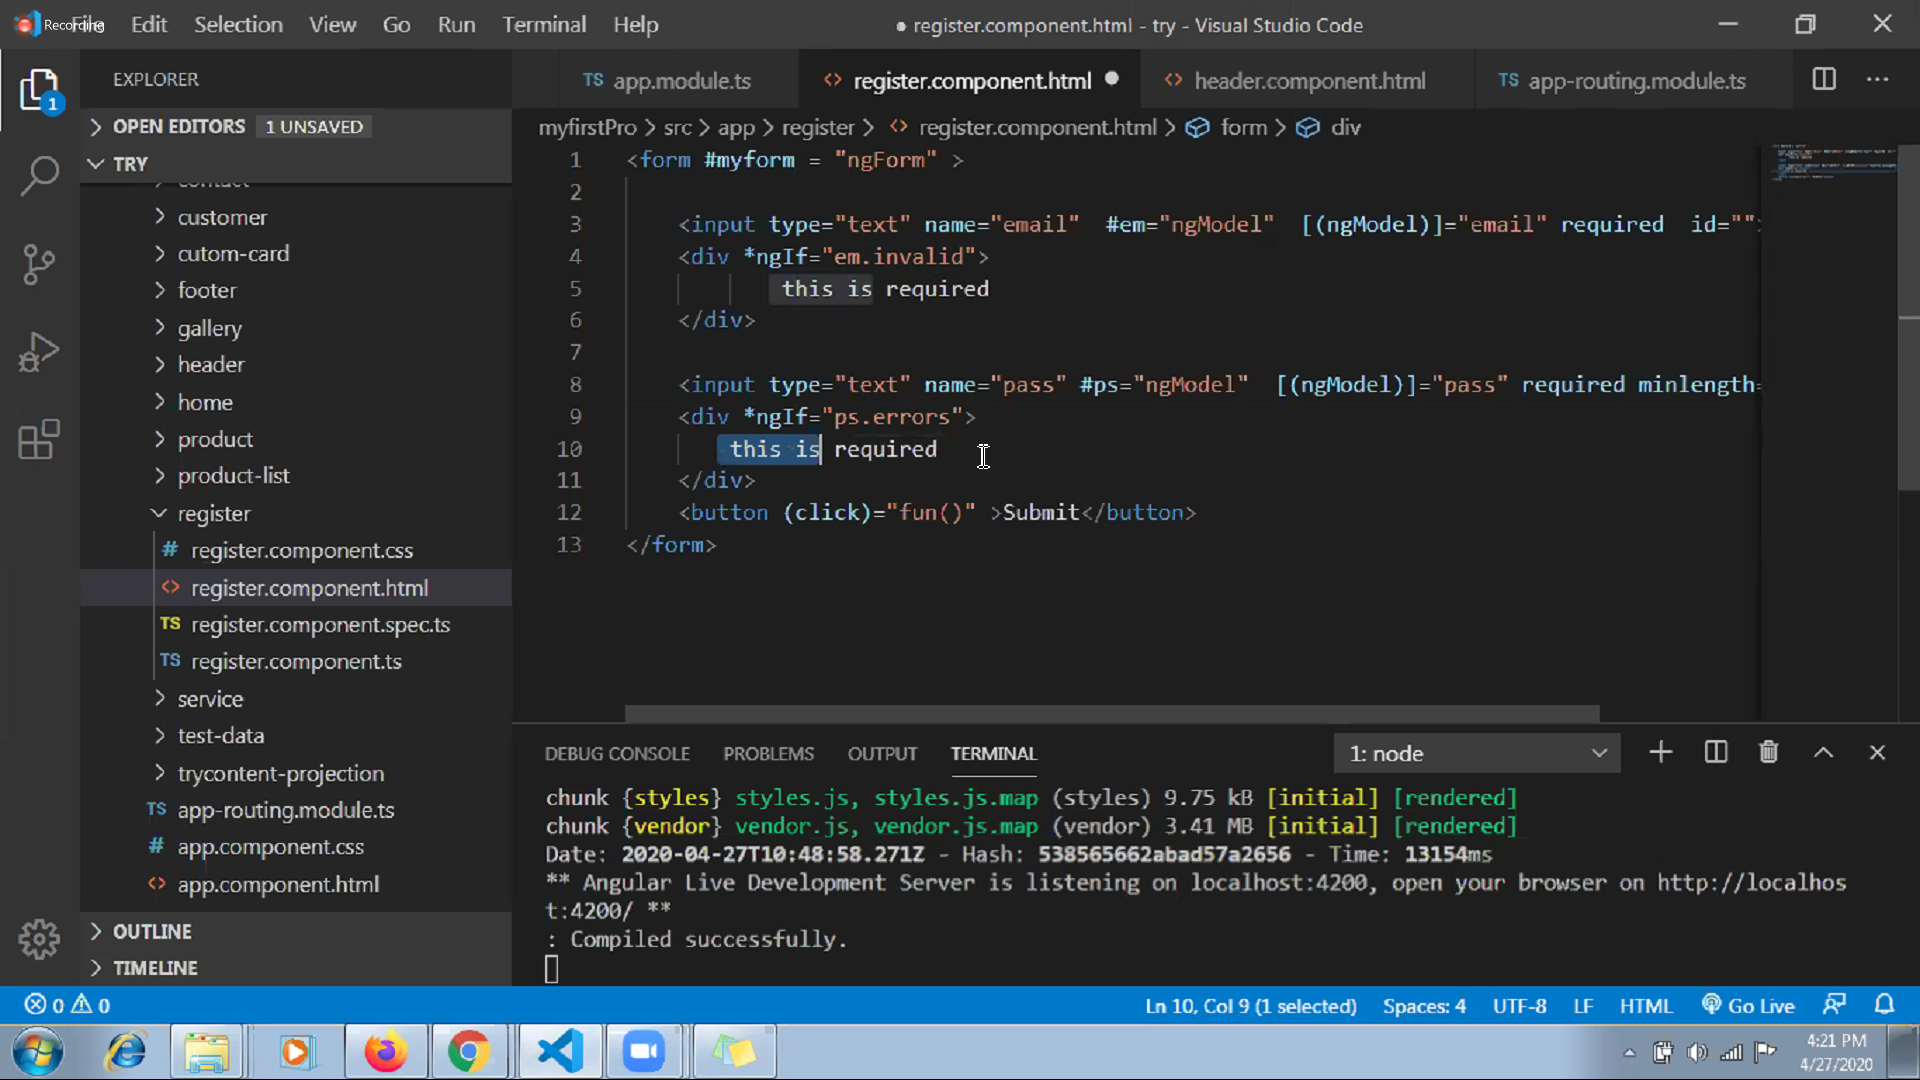 Recording
File Edit Selection View Go Run Terminal Help
● register.component.html - try - Visual Studio Code
1
EXPLORER
OPEN EDITORS 1 UNSAVED
TRY
contact
customer
cutom-card
footer
gallery
header
home
product
product-list
register
# register.component.css
<> register.component.html
TS register.component.spec.ts
TS register.component.ts
service
test-data
trycontent-projection
TS app-routing.module.ts
# app.component.css
<> app.component.html
OUTLINE
TIMELINE
TS app.module.ts
<> register.component.html ●
<> header.component.html
TS app-routing.module.ts
myfirstPro > src > app > register > <> register.component.html > form > div
1 <form #myform = "ngForm" >
2
3 <input type="text" name="email" #em="ngModel" [(ngModel)]="email" required id="">
4 <div *ngIf="em.invalid">
5 this is required
6 </div>
7
8 <input type="text" name="pass" #ps="ngModel" [(ngModel)]="pass" required minlength=
9 <div *ngIf="ps.errors">
10 this is required
11 </div>
12 <button (click)="fun()" >Submit</button>
13 </form>
DEBUG CONSOLE PROBLEMS OUTPUT TERMINAL
1: node
chunk {styles} styles.js, styles.js.map (styles) 9.75 kB [initial] [rendered]
chunk {vendor} vendor.js, vendor.js.map (vendor) 3.41 MB [initial] [rendered]
Date: 2020-04-27T10:48:58.271Z - Hash: 538565662abad57a2656 - Time: 13154ms
** Angular Live Development Server is listening on localhost:4200, open your browser on http://localhos
t:4200/ **
: Compiled successfully.
0 0
Ln 10, Col 9 (1 selected) Spaces: 4 UTF-8 LF HTML Go Live
4:21 PM
4/27/2020